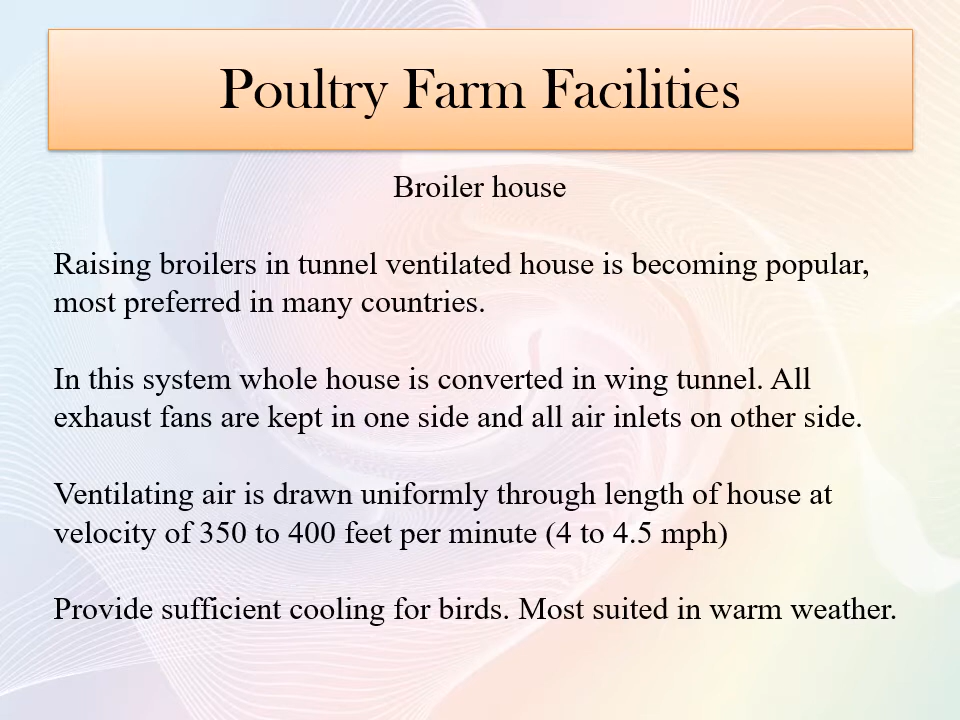 Poultry Farm Facilities
Broiler house
Raising broilers in tunnel ventilated house is becoming popular,
most preferred in many countries.
In this system whole house is converted in wing tunnel. All
exhaust fans are kept in one side and all air inlets on other side.
Ventilating air is drawn uniformly through length of house at
velocity of 350 to 400 feet per minute (4 to 4.5 mph)
Provide sufficient cooling for birds. Most suited in warm weather.